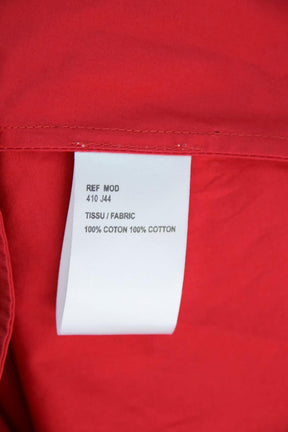 REF MOD
410 J44
TISSU / FABRIC
100% COTON 100% COTTON